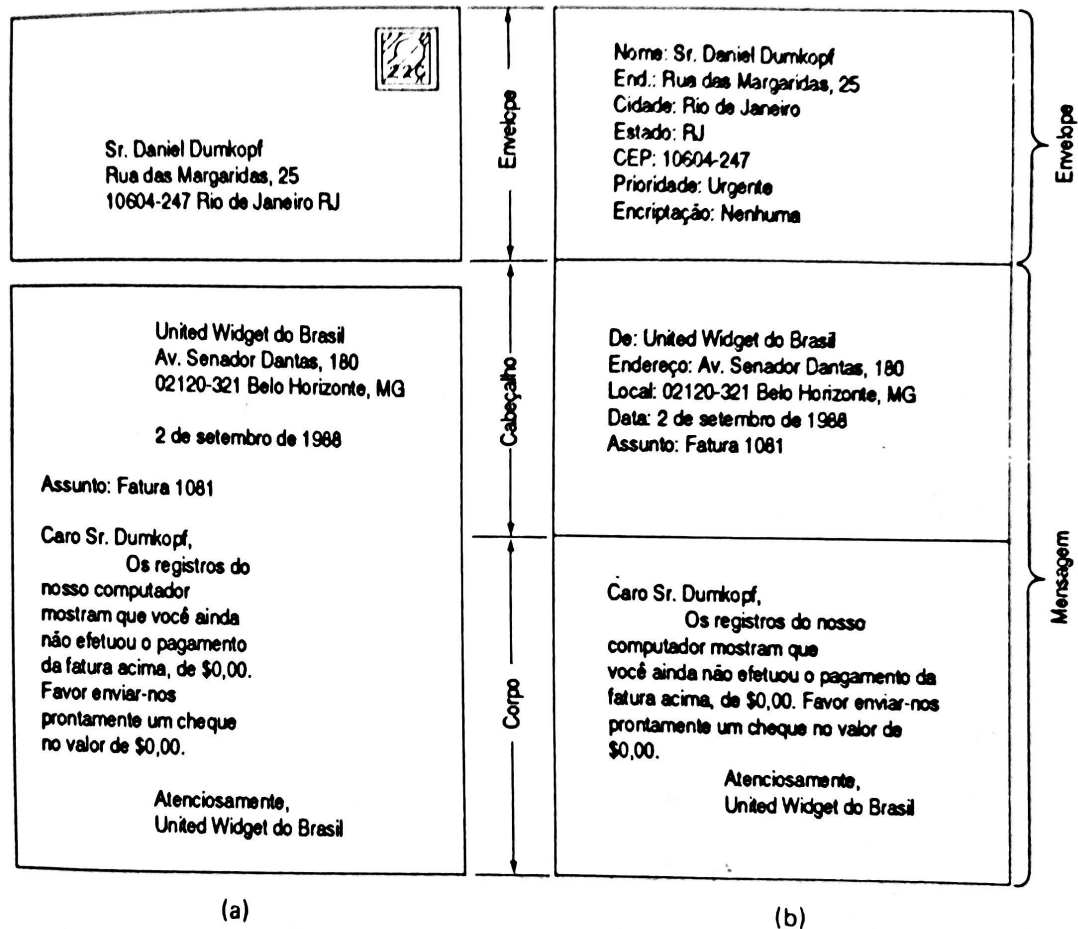 22¢
Sr. Daniel Dumkopf
Rua das Margaridas, 25
10604-247 Rio de Janeiro RJ
United Widget do Brasil
Av. Senador Dantas, 180
02120-321 Belo Horizonte, MG
2 de setembro de 1988
Assunto: Fatura 1081
Caro Sr. Dumkopf,
Os registros do
nosso computador
mostram que você ainda
não efetuou o pagamento
da fatura acima, de $0,00.
Favor enviar-nos
prontamente um cheque
no valor de $0,00.
Atenciosamente,
United Widget do Brasil
(a)
Envelope
Cabeçalho
Corpo
Nome: Sr. Daniel Dumkopf
End.: Rua das Margaridas, 25
Cidade: Rio de Janeiro
Estado: RJ
CEP: 10604-247
Prioridade: Urgente
Encriptação: Nenhuma
De: United Widget do Brasil
Endereço: Av. Senador Dantas, 180
Local: 02120-321 Belo Horizonte, MG
Data: 2 de setembro de 1988
Assunto: Fatura 1081
Caro Sr. Dumkopf,
Os registros do nosso
computador mostram que
você ainda não efetuou o pagamento da
fatura acima, de $0,00. Favor enviar-nos
prontamente um cheque no valor de
$0,00.
Atenciosamente,
United Widget do Brasil
(b)
Envelope
Mensagem